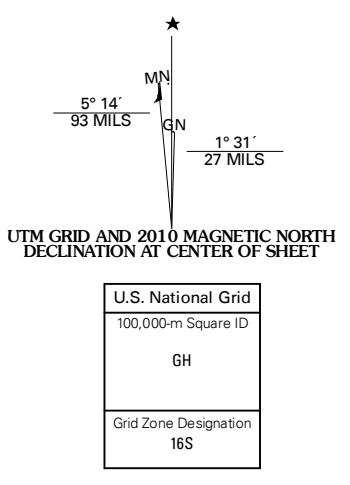 MN
5° 14´
93 MILS
GN
1° 31´
27 MILS
UTM GRID AND 2010 MAGNETIC NORTH
DECLINATION AT CENTER OF SHEET
U.S. National Grid
100,000-m Square ID
GH
Grid Zone Designation
16S